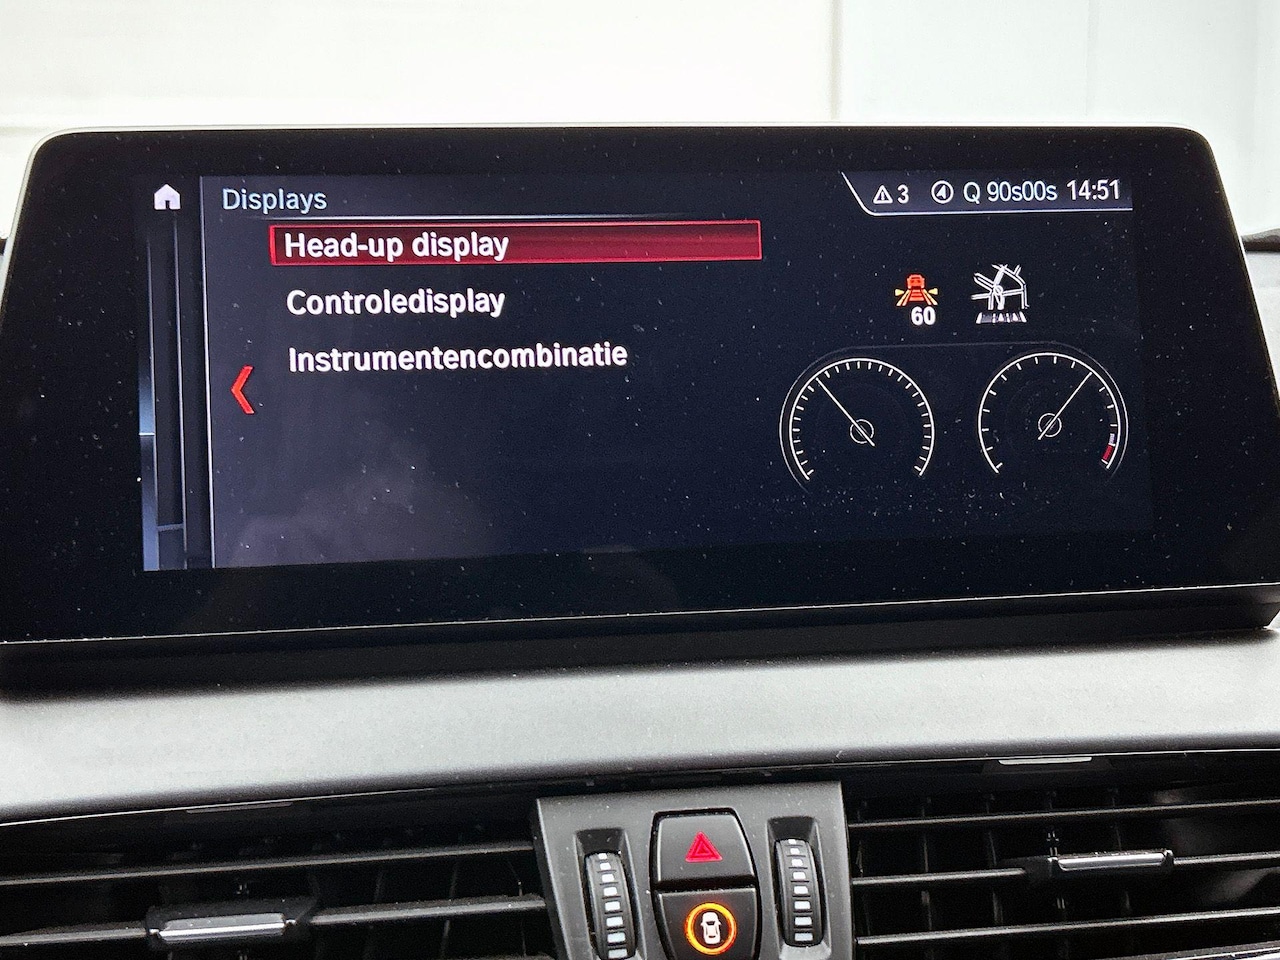 Displays
3 Q 90s00s 14:51
Head-up display
Controledisplay
Instrumentencombinatie
60